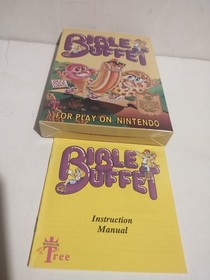 BIBLE
BUFFET
FOR PLAY ON NINTENDO
BIBLE
BUFFET
Instruction
Manual
Tree